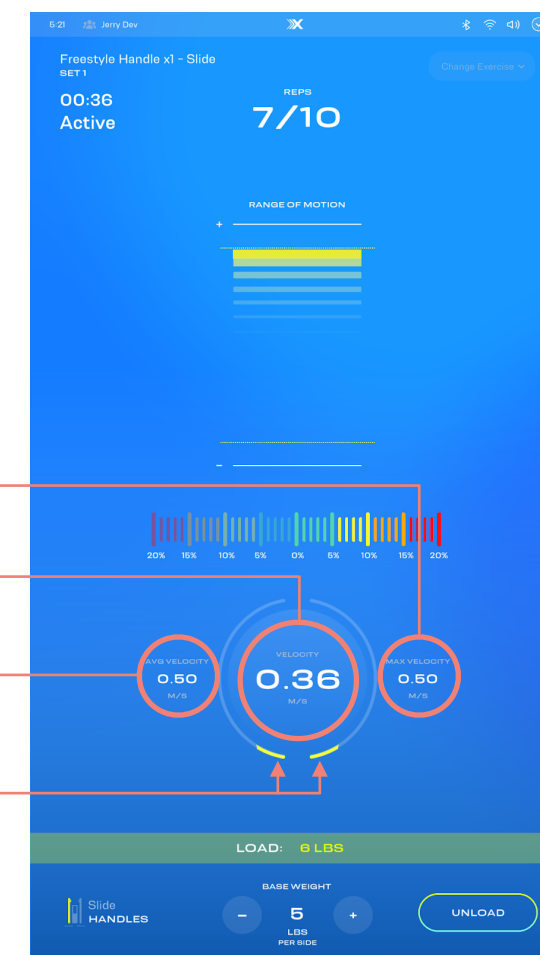 5:21 Jerry Dev
Freestyle Handle x1 - Slide
SET 1
Change Exercise
00:36
Active
REPS
7/10
RANGE OF MOTION
+
-
20% 15% 10% 5% 0% 5% 10% 15% 20%
AVG VELOCITY
0.50
M/S
VELOCITY
0.36
M/S
MAX VELOCITY
0.50
M/S
LOAD: 6 LBS
Slide
HANDLES
BASE WEIGHT
- 5 +
LBS
PER SIDE
UNLOAD